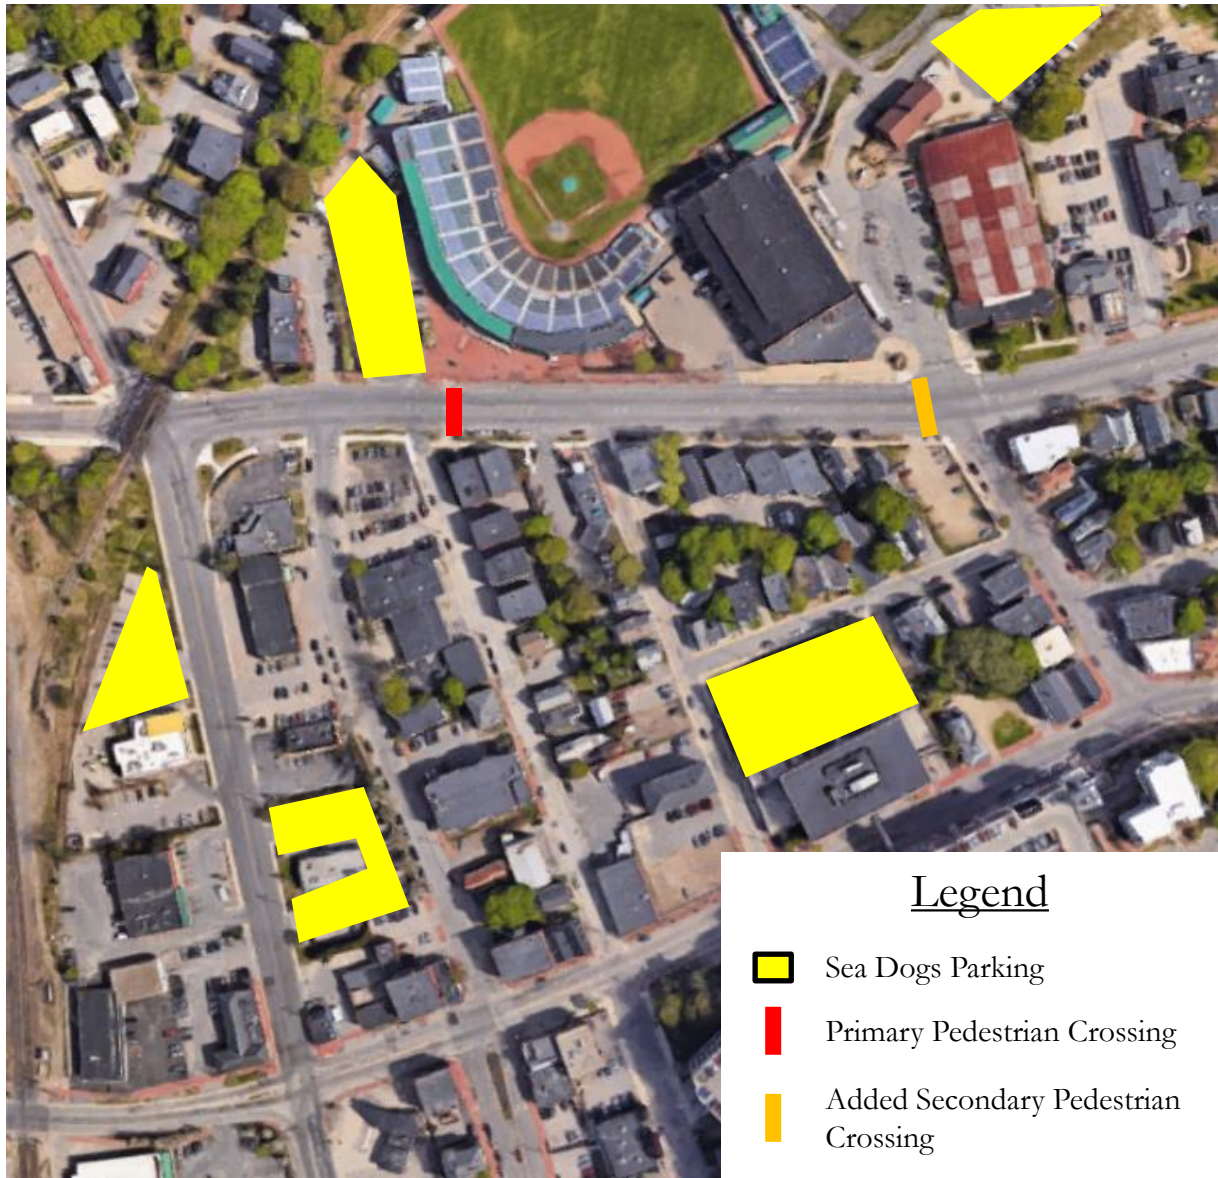 Legend
Sea Dogs Parking
Primary Pedestrian Crossing
Added Secondary Pedestrian
Crossing